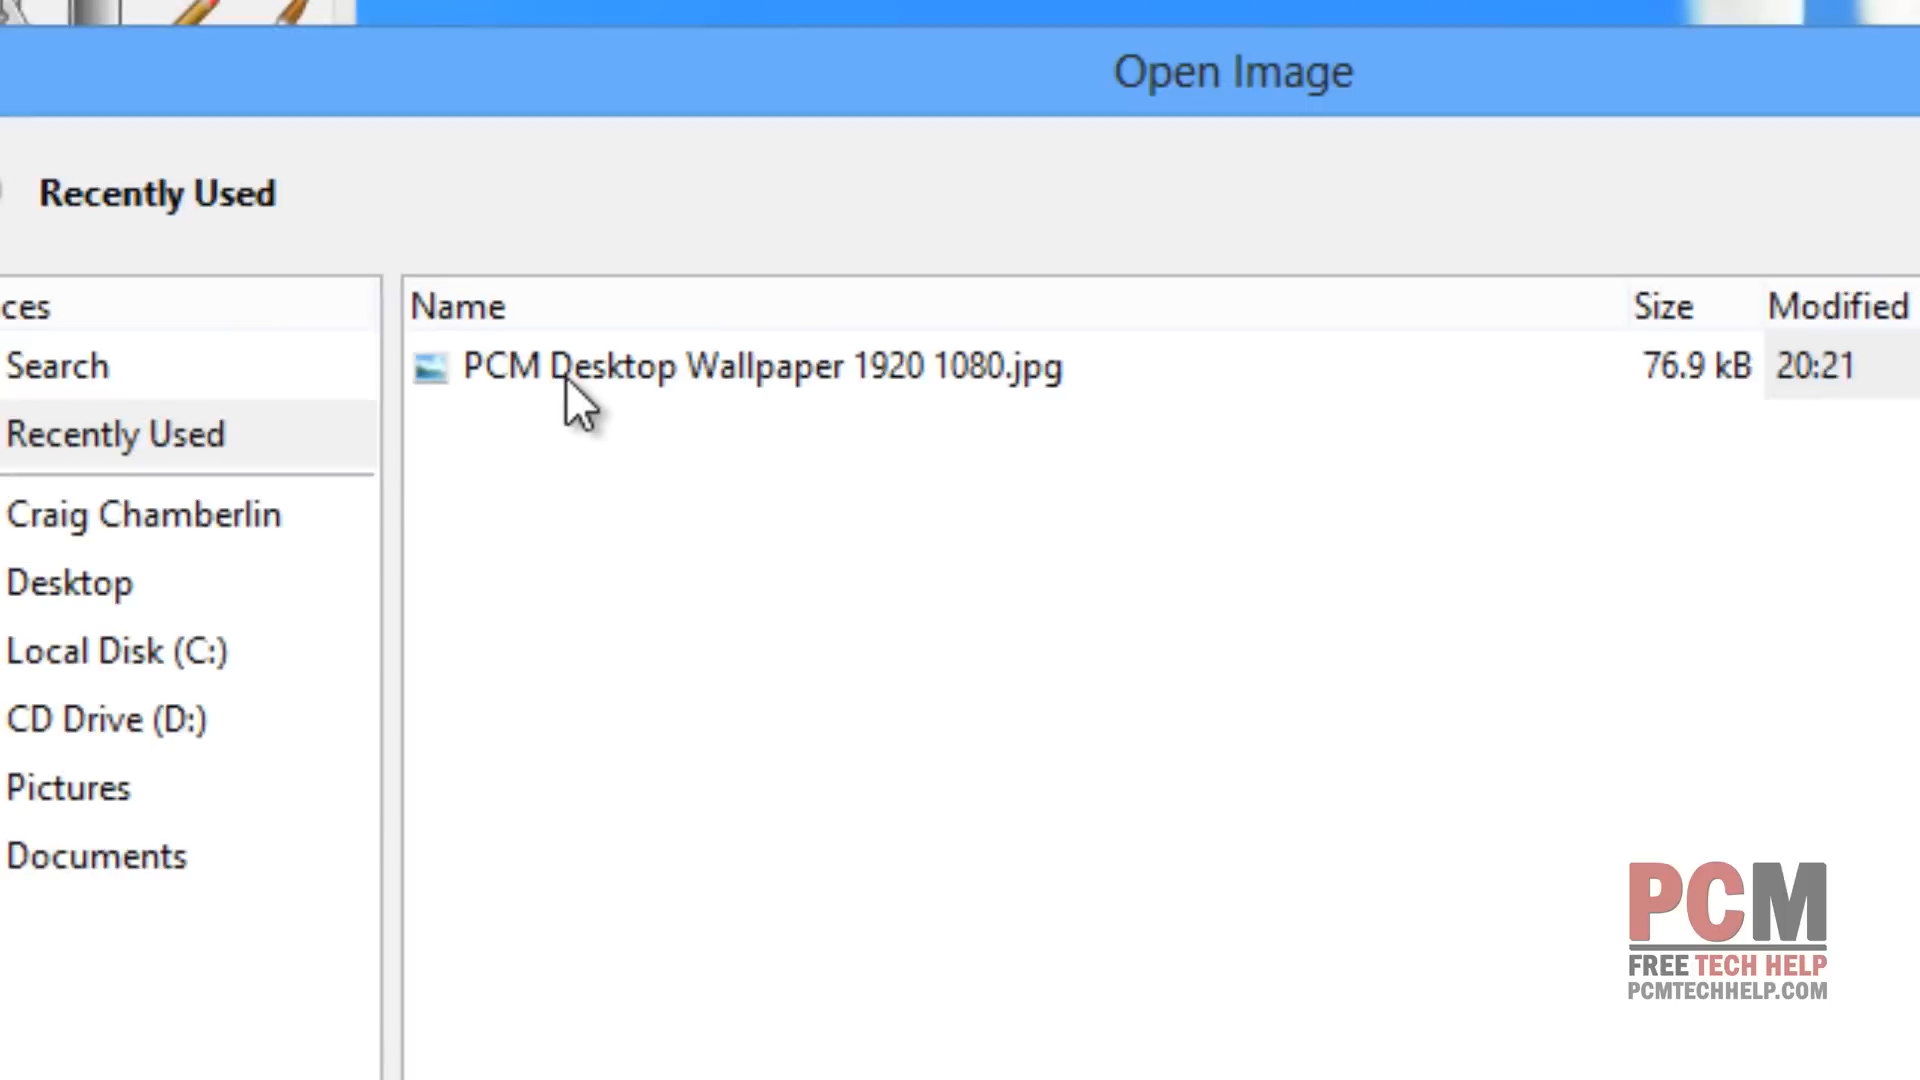 Open Image
Recently Used
ces
Search
Recently Used
Craig Chamberlin
Desktop
Local Disk (C:)
CD Drive (D:)
Pictures
Documents
Name Size Modified
PCM Desktop Wallpaper 1920 1080.jpg 76.9 kB 20:21
PCM
FREE TECH HELP
PCMTECHHELP.COM